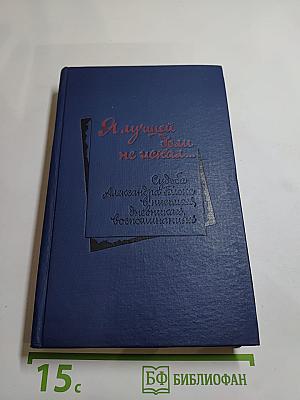 Я лучшей
доли
не искал...
Судьба
Александра Блока
в письмах,
дневниках,
воспоминаниях
15с
БФ БИБЛИОФАН